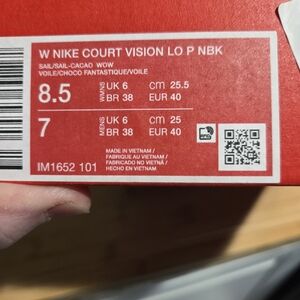 W NIKE COURT VISION LO P NBK
SAIL/SAIL-CACAO WOW
VOILE/CHOCO FANTASTIQUE/VOILE
8.5 WMNS UK 6 cm 25.5
BR 38 EUR 40
7 MENS UK 6 cm 25
BR 38 EUR 40
MADE IN VIETNAM /
FABRIQUÉ AU VIETNAM /
FABRICADO NO VIETNÃ /
HECHO EN VIETNAM
IM1652 101